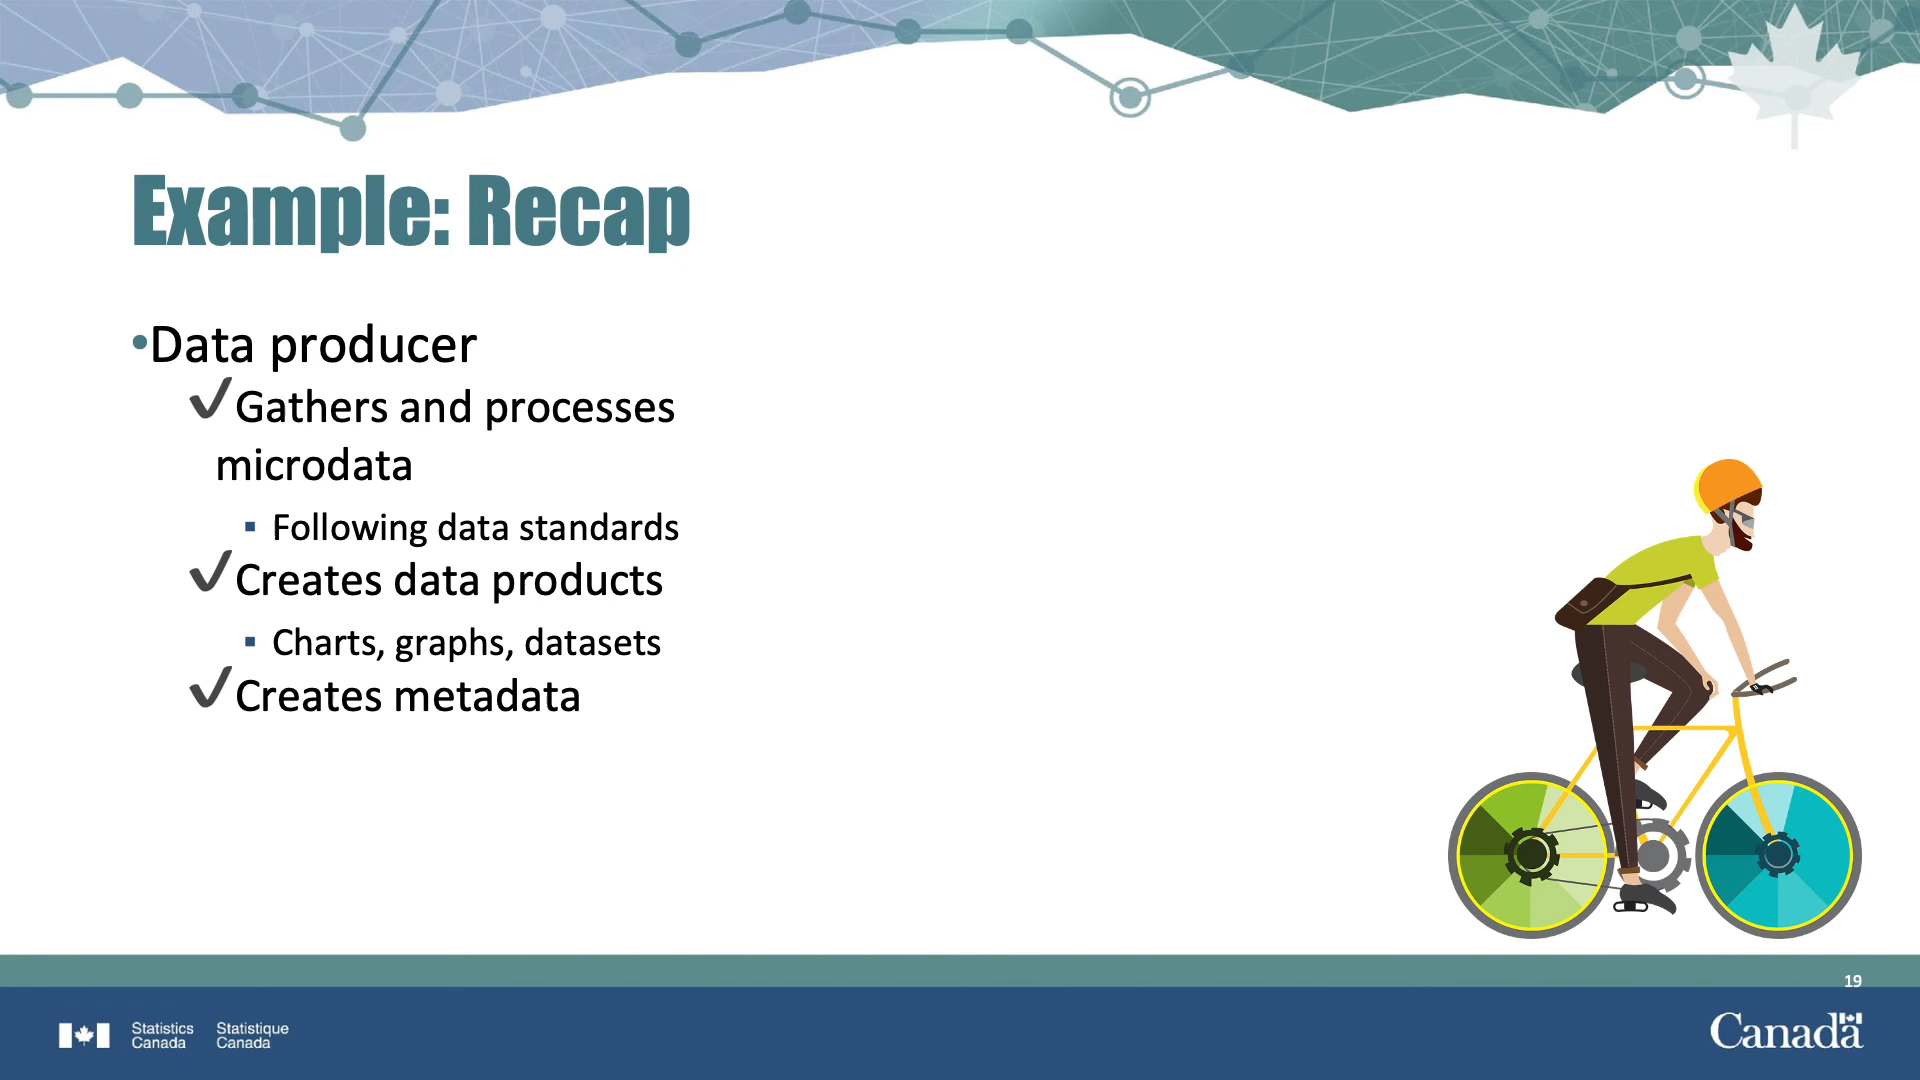 Example: Recap
•Data producer
✓Gathers and processes
microdata
▪ Following data standards
✓Creates data products
▪ Charts, graphs, datasets
✓Creates metadata
19
Statistics Statistique
Canada Canada
Canada